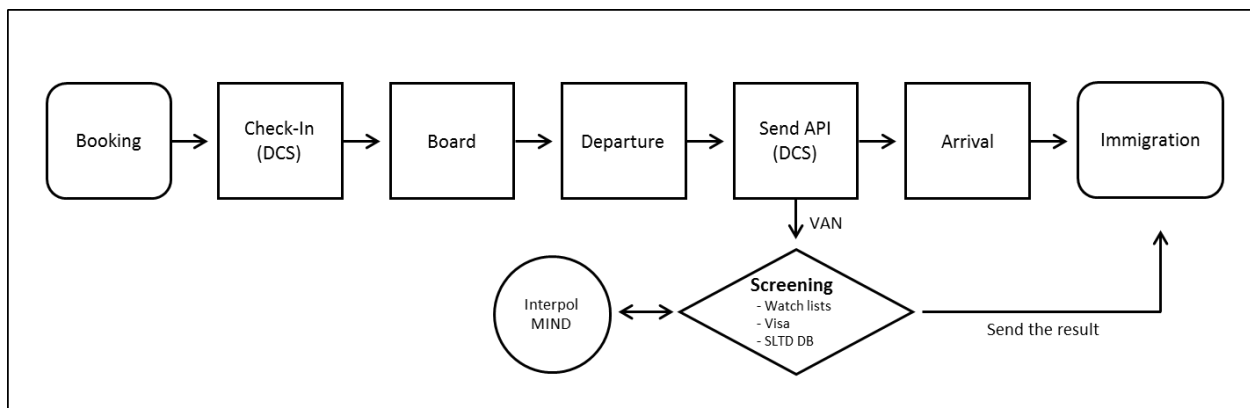 Booking
Check-In
(DCS)
Board
Departure
Send API
(DCS)
Arrival
Immigration
VAN
Screening
- Watch lists
- Visa
- SLTD DB
Interpol
MIND
Send the result